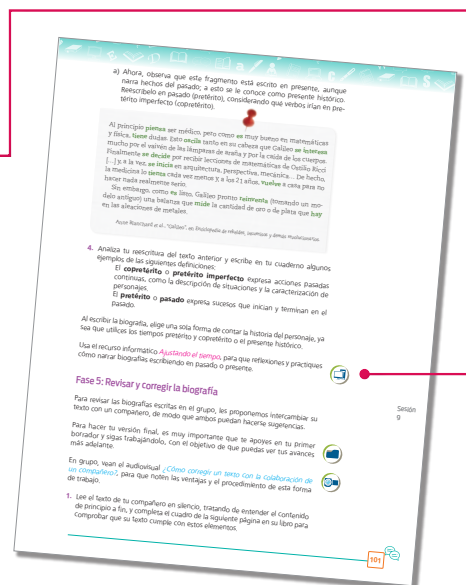 a) Ahora, observa que este fragmento está escrito en presente, aunque
narra hechos del pasado; a esto se le conoce como presente histórico.
Reescríbelo en pasado (pretérito), considerando qué verbos irían en pre-
térito imperfecto (copretérito).
Al principio piensa ser médico, pero como es muy bueno en matemáticas
y física, tiene dudas. Esto oscila tanto en su cabeza que Galileo se interesa
mucho por el vaivén de las lámparas de araña y por la caída de los cuerpos.
Finalmente se decide por recibir lecciones de matemáticas de Ostilio Ricci
[...] y, a la vez, se inicia en arquitectura, perspectiva, mecánica... De hecho,
la medicina lo tienta cada vez menos y, a los 21 años, vuelve a casa para no
hacer nada realmente serio.
Sin embargo, como es listo, Galileo pronto reinventa (tomando un mo-
delo antiguo) una balanza que mide la cantidad de oro o de plata que hay
en las aleaciones de metales.
Anne Blanchard et al., "Galileo", en Enciclopedia de rebeldes, insumisos y demás revolucionarios.
4. Analiza tu reescritura del texto anterior y escribe en tu cuaderno algunos
ejemplos de las siguientes definiciones:
El copretérito o pretérito imperfecto expresa acciones pasadas
continuas, como la descripción de situaciones y la caracterización de
personajes.
El pretérito o pasado expresa sucesos que inician y terminan en el
pasado.
Al escribir la biografía, elige una sola forma de contar la historia del personaje, ya
sea que utilices los tiempos pretérito y copretérito o el presente histórico.
Usa el recurso informático Ajustando el tiempo, para que reflexiones y practiques
cómo narrar biografías escribiendo en pasado o presente.
Fase 5: Revisar y corregir la biografía
Sesión
9
Para revisar las biografías escritas en el grupo, les proponemos intercambiar su
texto con un compañero, de modo que ambos puedan hacerse sugerencias.
Para hacer tu versión final, es muy importante que te apoyes en tu primer
borrador y sigas trabajándolo, con el objetivo de que puedas ver tus avances
más adelante.
En grupo, vean el audiovisual ¿Cómo corregir un texto con la colaboración de
un compañero?, para que noten las ventajas y el procedimiento de esta forma
de trabajo.
1. Lee el texto de tu compañero en silencio, tratando de entender el contenido
de principio a fin, y completa el cuadro de la siguiente página en su libro para
comprobar que su texto cumple con estos elementos.
101